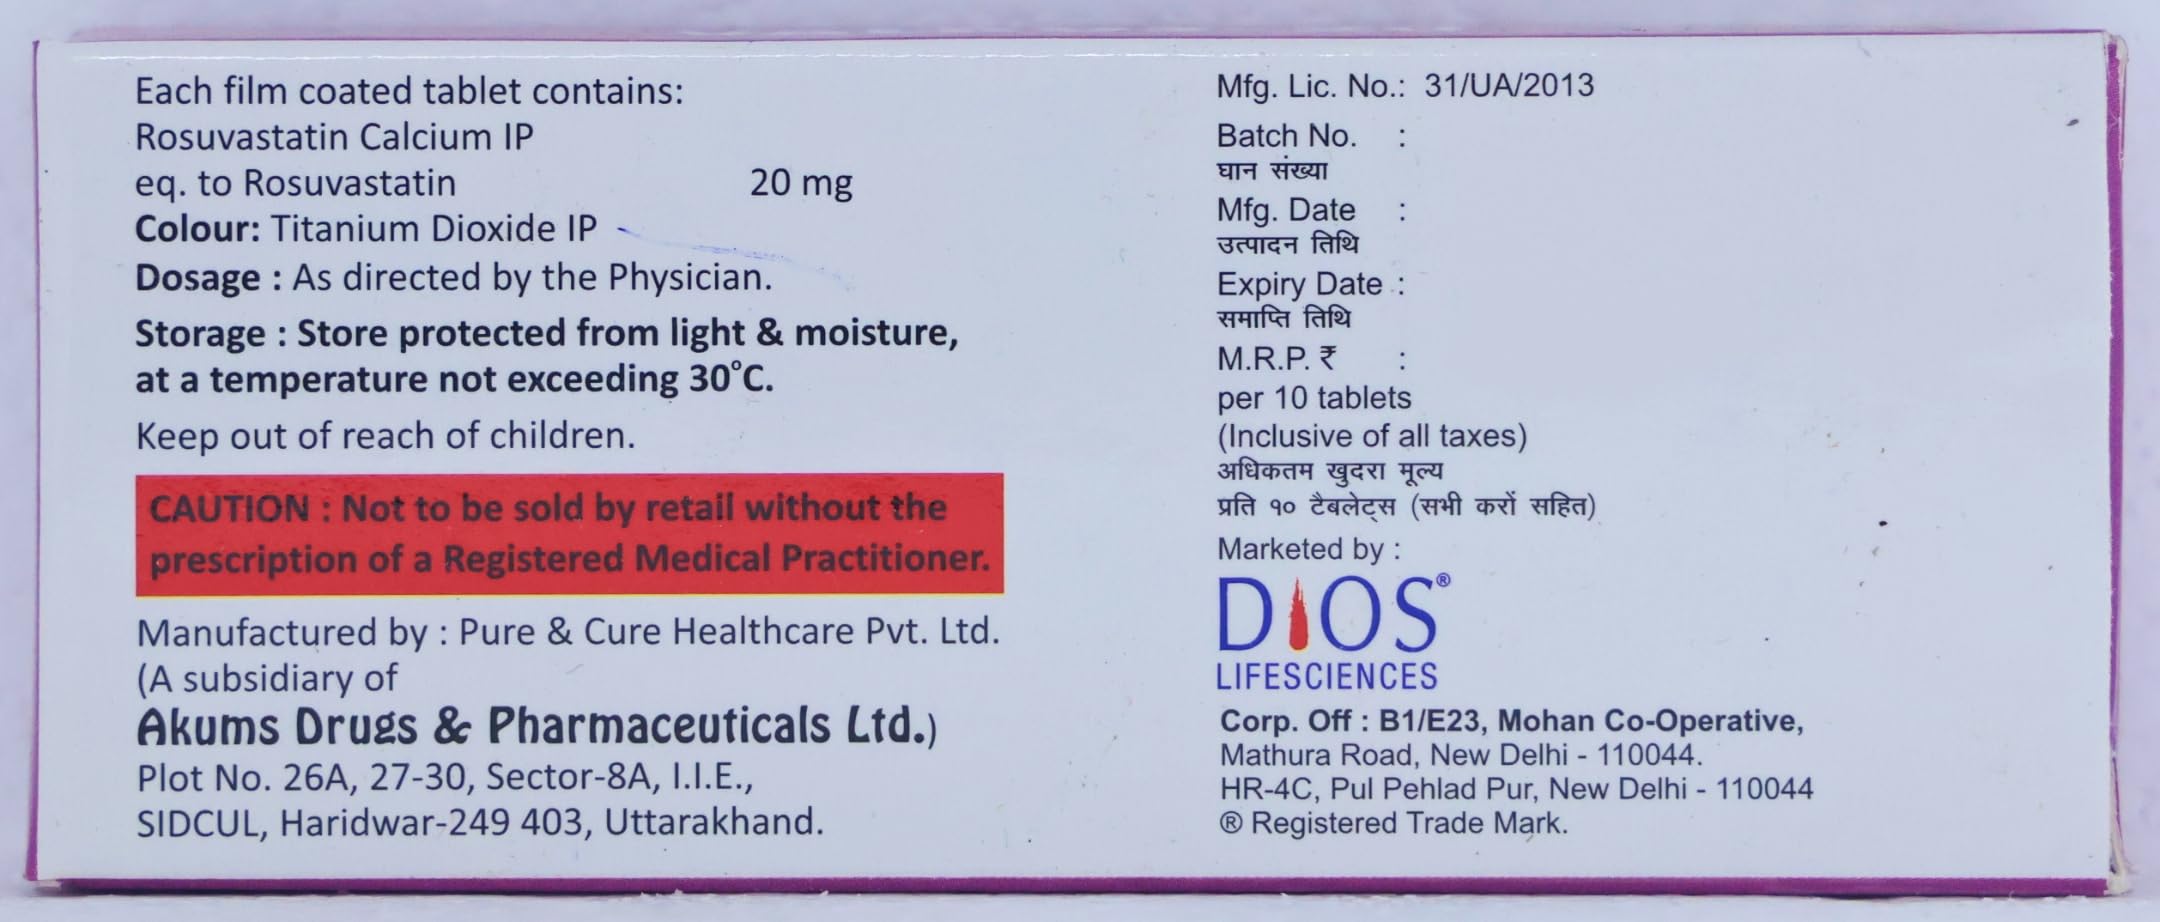 Each film coated tablet contains:
Rosuvastatin Calcium IP
eq. to Rosuvastatin 20 mg
Colour: Titanium Dioxide IP
Dosage : As directed by the Physician.
Storage : Store protected from light & moisture,
at a temperature not exceeding 30°C.
Keep out of reach of children.
CAUTION : Not to be sold by retail without the
prescription of a Registered Medical Practitioner.
Manufactured by : Pure & Cure Healthcare Pvt. Ltd.
(A subsidiary of
Akums Drugs & Pharmaceuticals Ltd.)
Plot No. 26A, 27-30, Sector-8A, I.I.E.,
SIDCUL, Haridwar-249 403, Uttarakhand.
Mfg. Lic. No.: 31/UA/2013
Batch No. :
घान संख्या
Mfg. Date :
उत्पादन तिथि
Expiry Date :
समाप्ति तिथि
M.R.P. ₹ :
per 10 tablets
(Inclusive of all taxes)
अधिकतम खुदरा मूल्य
प्रति १० टैबलेट्स (सभी करों सहित)
Marketed by :
DIOS®
LIFESCIENCES
Corp. Off : B1/E23, Mohan Co-Operative,
Mathura Road, New Delhi - 110044.
HR-4C, Pul Pehlad Pur, New Delhi - 110044
® Registered Trade Mark.